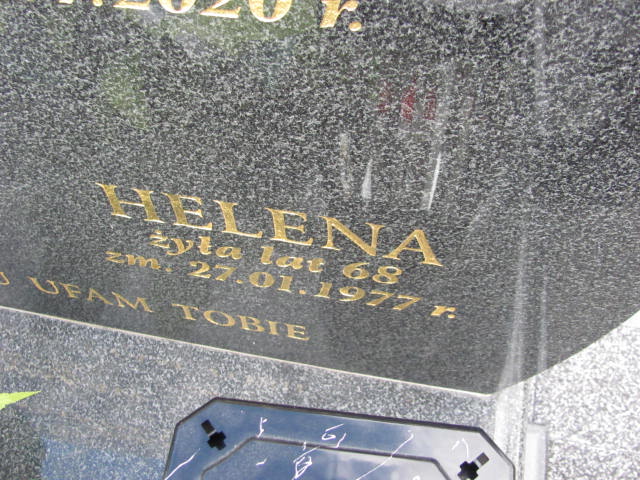 2020 r.
HELENA
żyła lat 68
zm. 27.01.1977 r.
UFAM TOBIE